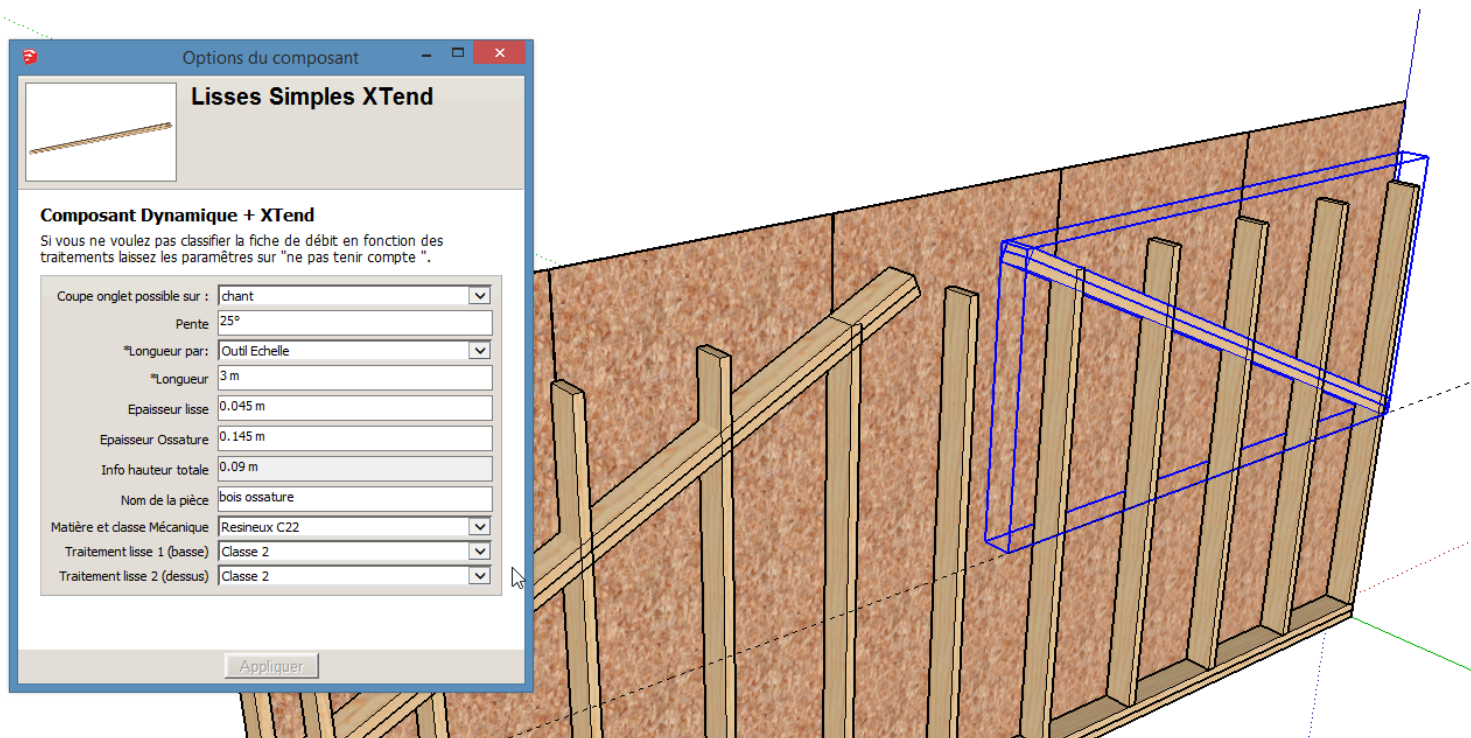 Options du composant
Lisses Simples XTend
Composant Dynamique + XTend
Si vous ne voulez pas classifier la fiche de débit en fonction des
traitements laissez les paramêtres sur "ne pas tenir compte ".
Coupe onglet possible sur : chant
Pente 25°
*Longueur par: Outil Echelle
*Longueur 3 m
Epaisseur lisse 0.045 m
Epaisseur Ossature 0.145 m
Info hauteur totale 0.09 m
Nom de la pièce bois ossature
Matière et classe Mécanique Resineux C22
Traitement lisse 1 (basse) Classe 2
Traitement lisse 2 (dessus) Classe 2
Appliquer